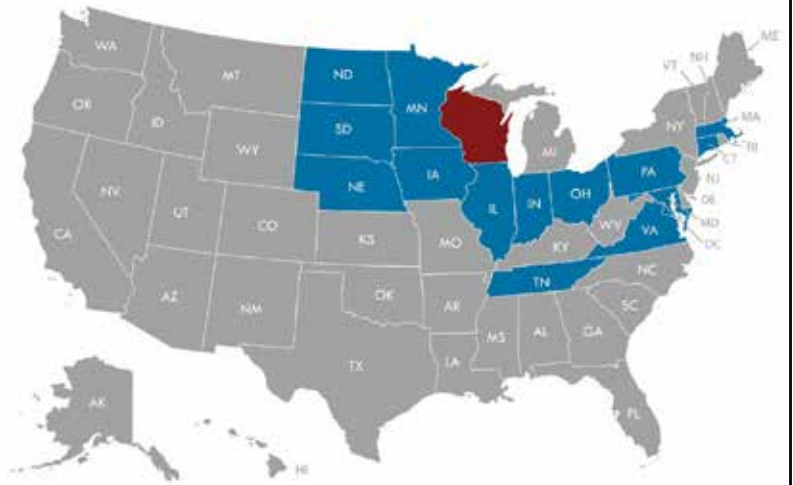 ME
WA
NH
VT
MT
ND
MN
OR
SD
MA
ID
NY
RI
WY
MI
CT
IA
PA
NJ
NE
NV
OH
DE
IL
IN
UT
MD
CO
WV
VA
CA
KS
MO
KY
DC
NC
TN
AZ
OK
NM
AR
SC
MS
AL
GA
LA
TX
AK
FL
HI